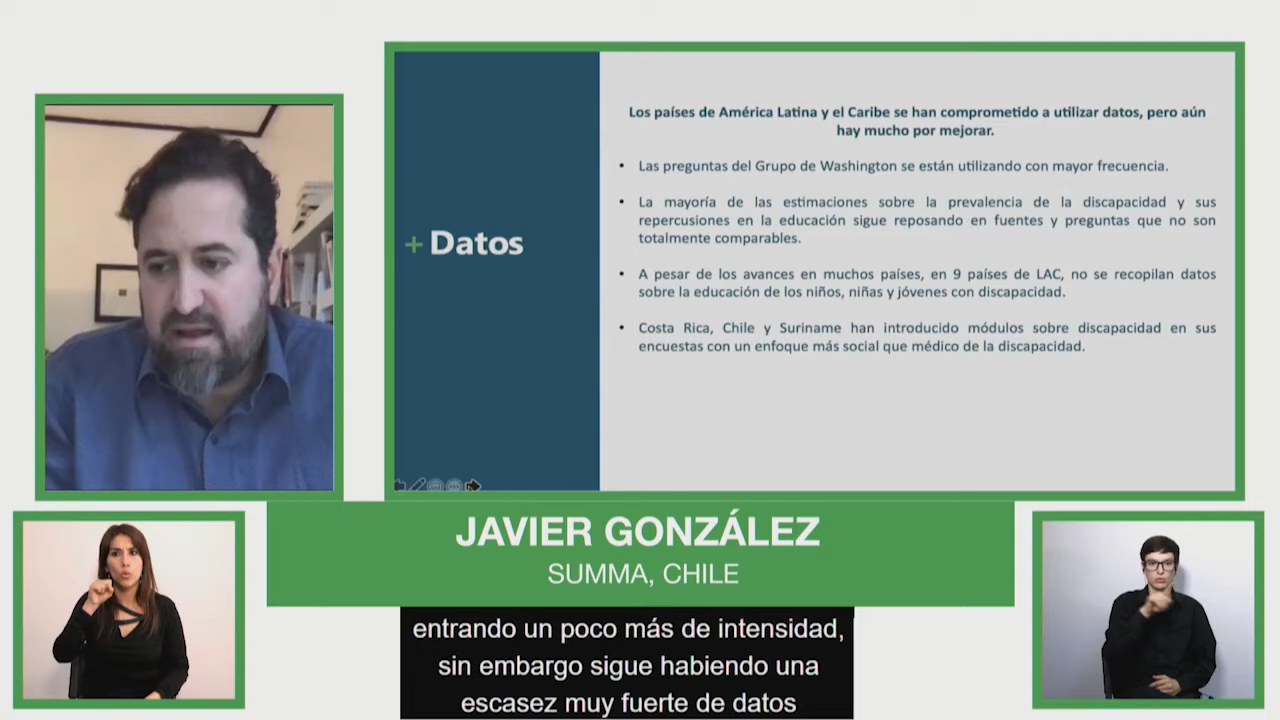 Los países de América Latina y el Caribe se han comprometido a utilizar datos, pero aún
hay mucho por mejorar.
+ Datos
• Las preguntas del Grupo de Washington se están utilizando con mayor frecuencia.
• La mayoría de las estimaciones sobre la prevalencia de la discapacidad y sus
repercusiones en la educación sigue reposando en fuentes y preguntas que no son
totalmente comparables.
• A pesar de los avances en muchos países, en 9 países de LAC, no se recopilan datos
sobre la educación de los niños, niñas y jóvenes con discapacidad.
• Costa Rica, Chile y Suriname han introducido módulos sobre discapacidad en sus
encuestas con un enfoque más social que médico de la discapacidad.
JAVIER GONZÁLEZ
SUMMA, CHILE
entrando un poco más de intensidad,
sin embargo sigue habiendo una
escasez muy fuerte de datos